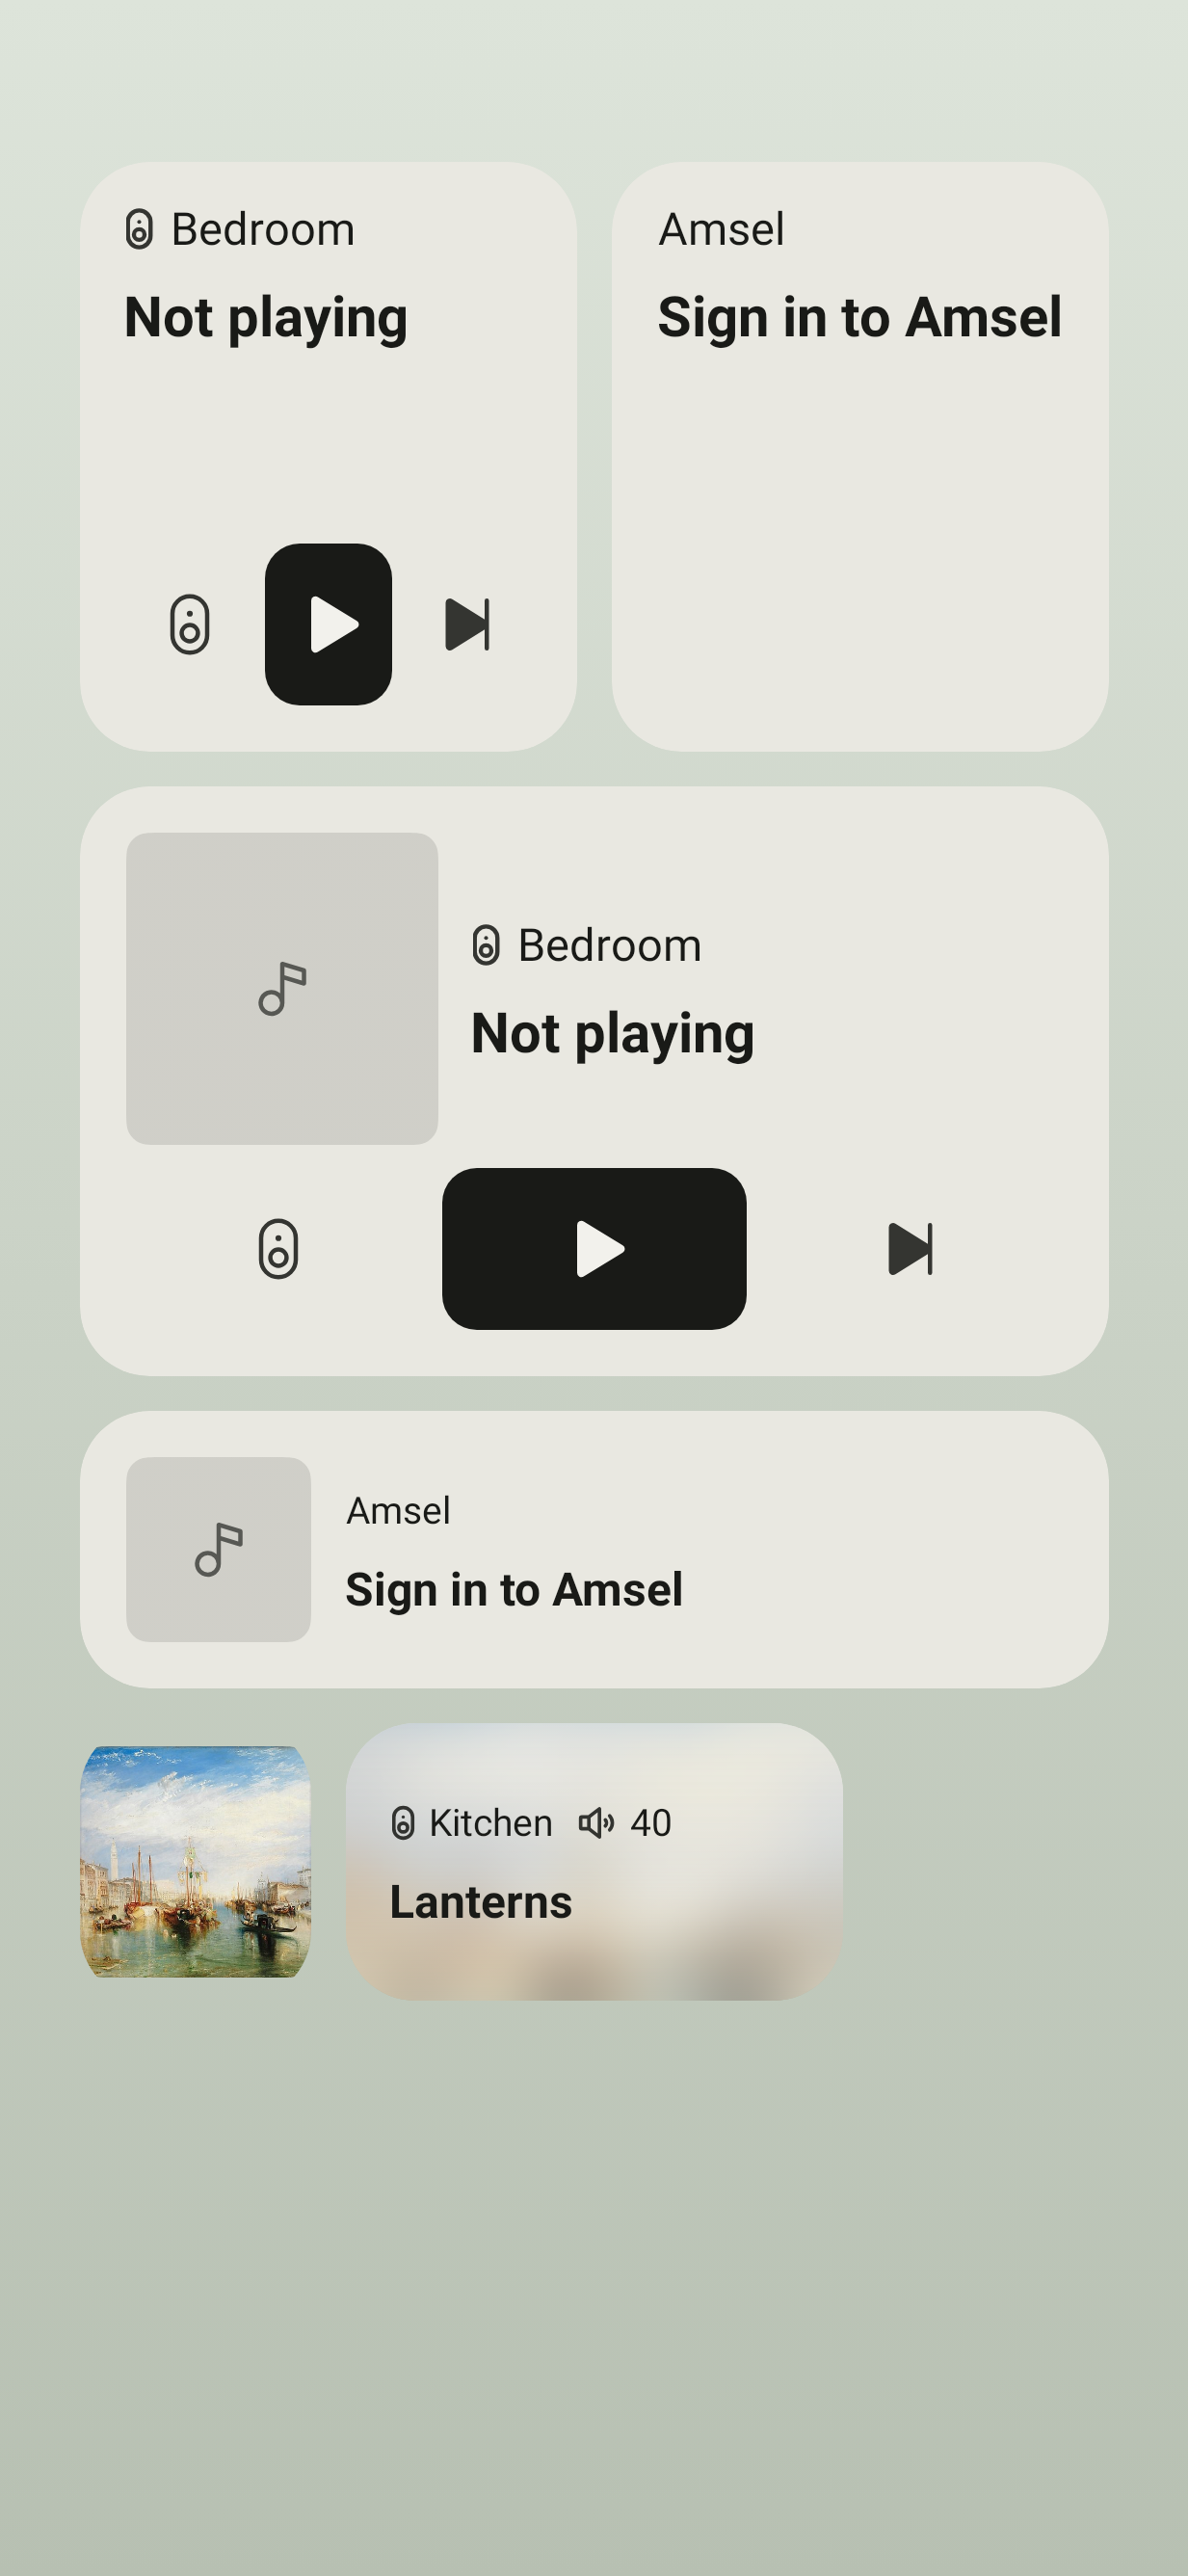 Bedroom
Not playing
Amsel
Sign in to Amsel
Bedroom
Not playing
Amsel
Sign in to Amsel
Kitchen 40
Lanterns